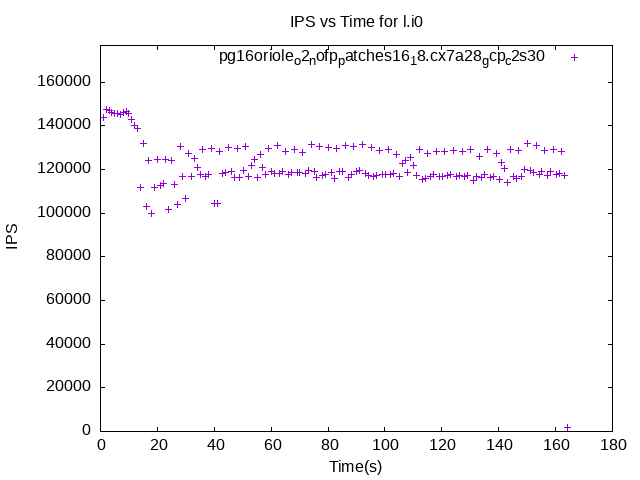 IPS vs Time for l.i0
pg16oriole_o2_nofp_patches16_18.cx7a28_gcp_c2s30
160000
140000
120000
100000
80000
60000
40000
20000
0
IPS
0 20 40 60 80 100 120 140 160 180
Time(s)